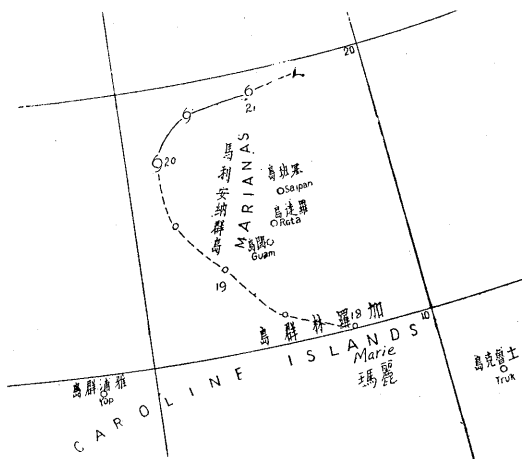 20
21
20
馬利安納群島
MARIANAS
塞班島
Saipan
羅達島
Rota
關島
Guam
19
18
10
加羅林群島
CAROLINE ISLANDS
Marie
瑪麗
雅浦群島
Yap
士魯克島
Truk